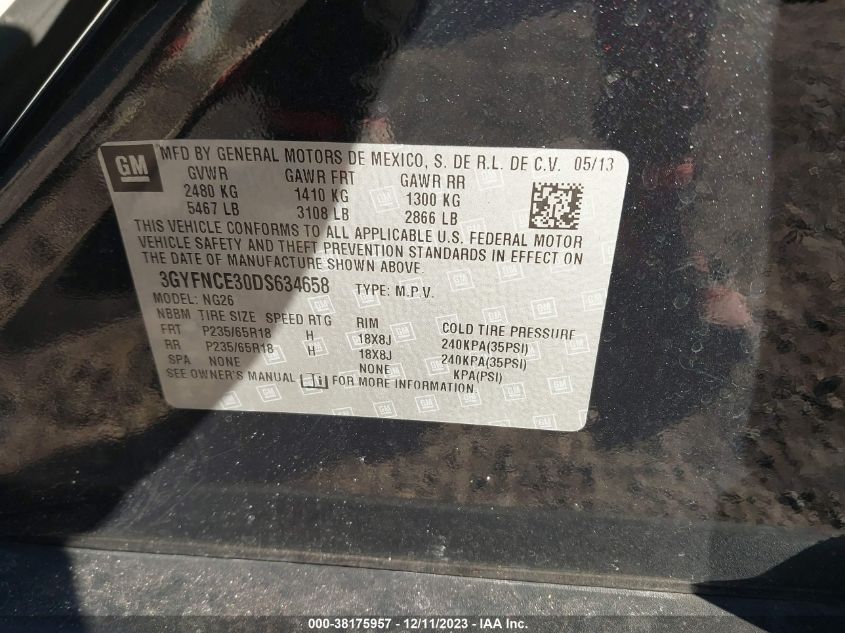 GM MFD BY GENERAL MOTORS DE MEXICO, S. DE R.L. DE C.V. 05/13
GVWR GAWR FRT GAWR RR
2480 KG 1410 KG 1300 KG
5467 LB 3108 LB 2866 LB
THIS VEHICLE CONFORMS TO ALL APPLICABLE U.S. FEDERAL MOTOR
VEHICLE SAFETY AND THEFT PREVENTION STANDARDS IN EFFECT ON
THE DATE OF MANUFACTURE SHOWN ABOVE.
3GYFNCE30DS634658 TYPE: M.P.V.
MODEL: NG26
NBBM TIRE SIZE SPEED RTG RIM COLD TIRE PRESSURE
FRT P235/65R18 H 18X8J 240KPA(35PSI)
RR P235/65R18 H 18X8J 240KPA(35PSI)
SPA NONE NONE KPA(PSI)
SEE OWNER'S MANUAL FOR MORE INFORMATION.
000-38175957 - 12/11/2023 - IAA Inc.